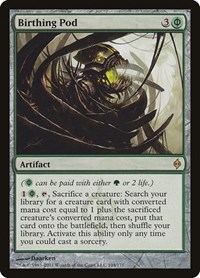 Birthing Pod 3
Artifact
( can be paid with either or 2 life.)
1 , , Sacrifice a creature: Search your
library for a creature card with converted
mana cost equal to 1 plus the sacrificed
creature's converted mana cost, put that
card onto the battlefield, then shuffle your
library. Activate this ability only any time
you could cast a sorcery.
Daarken